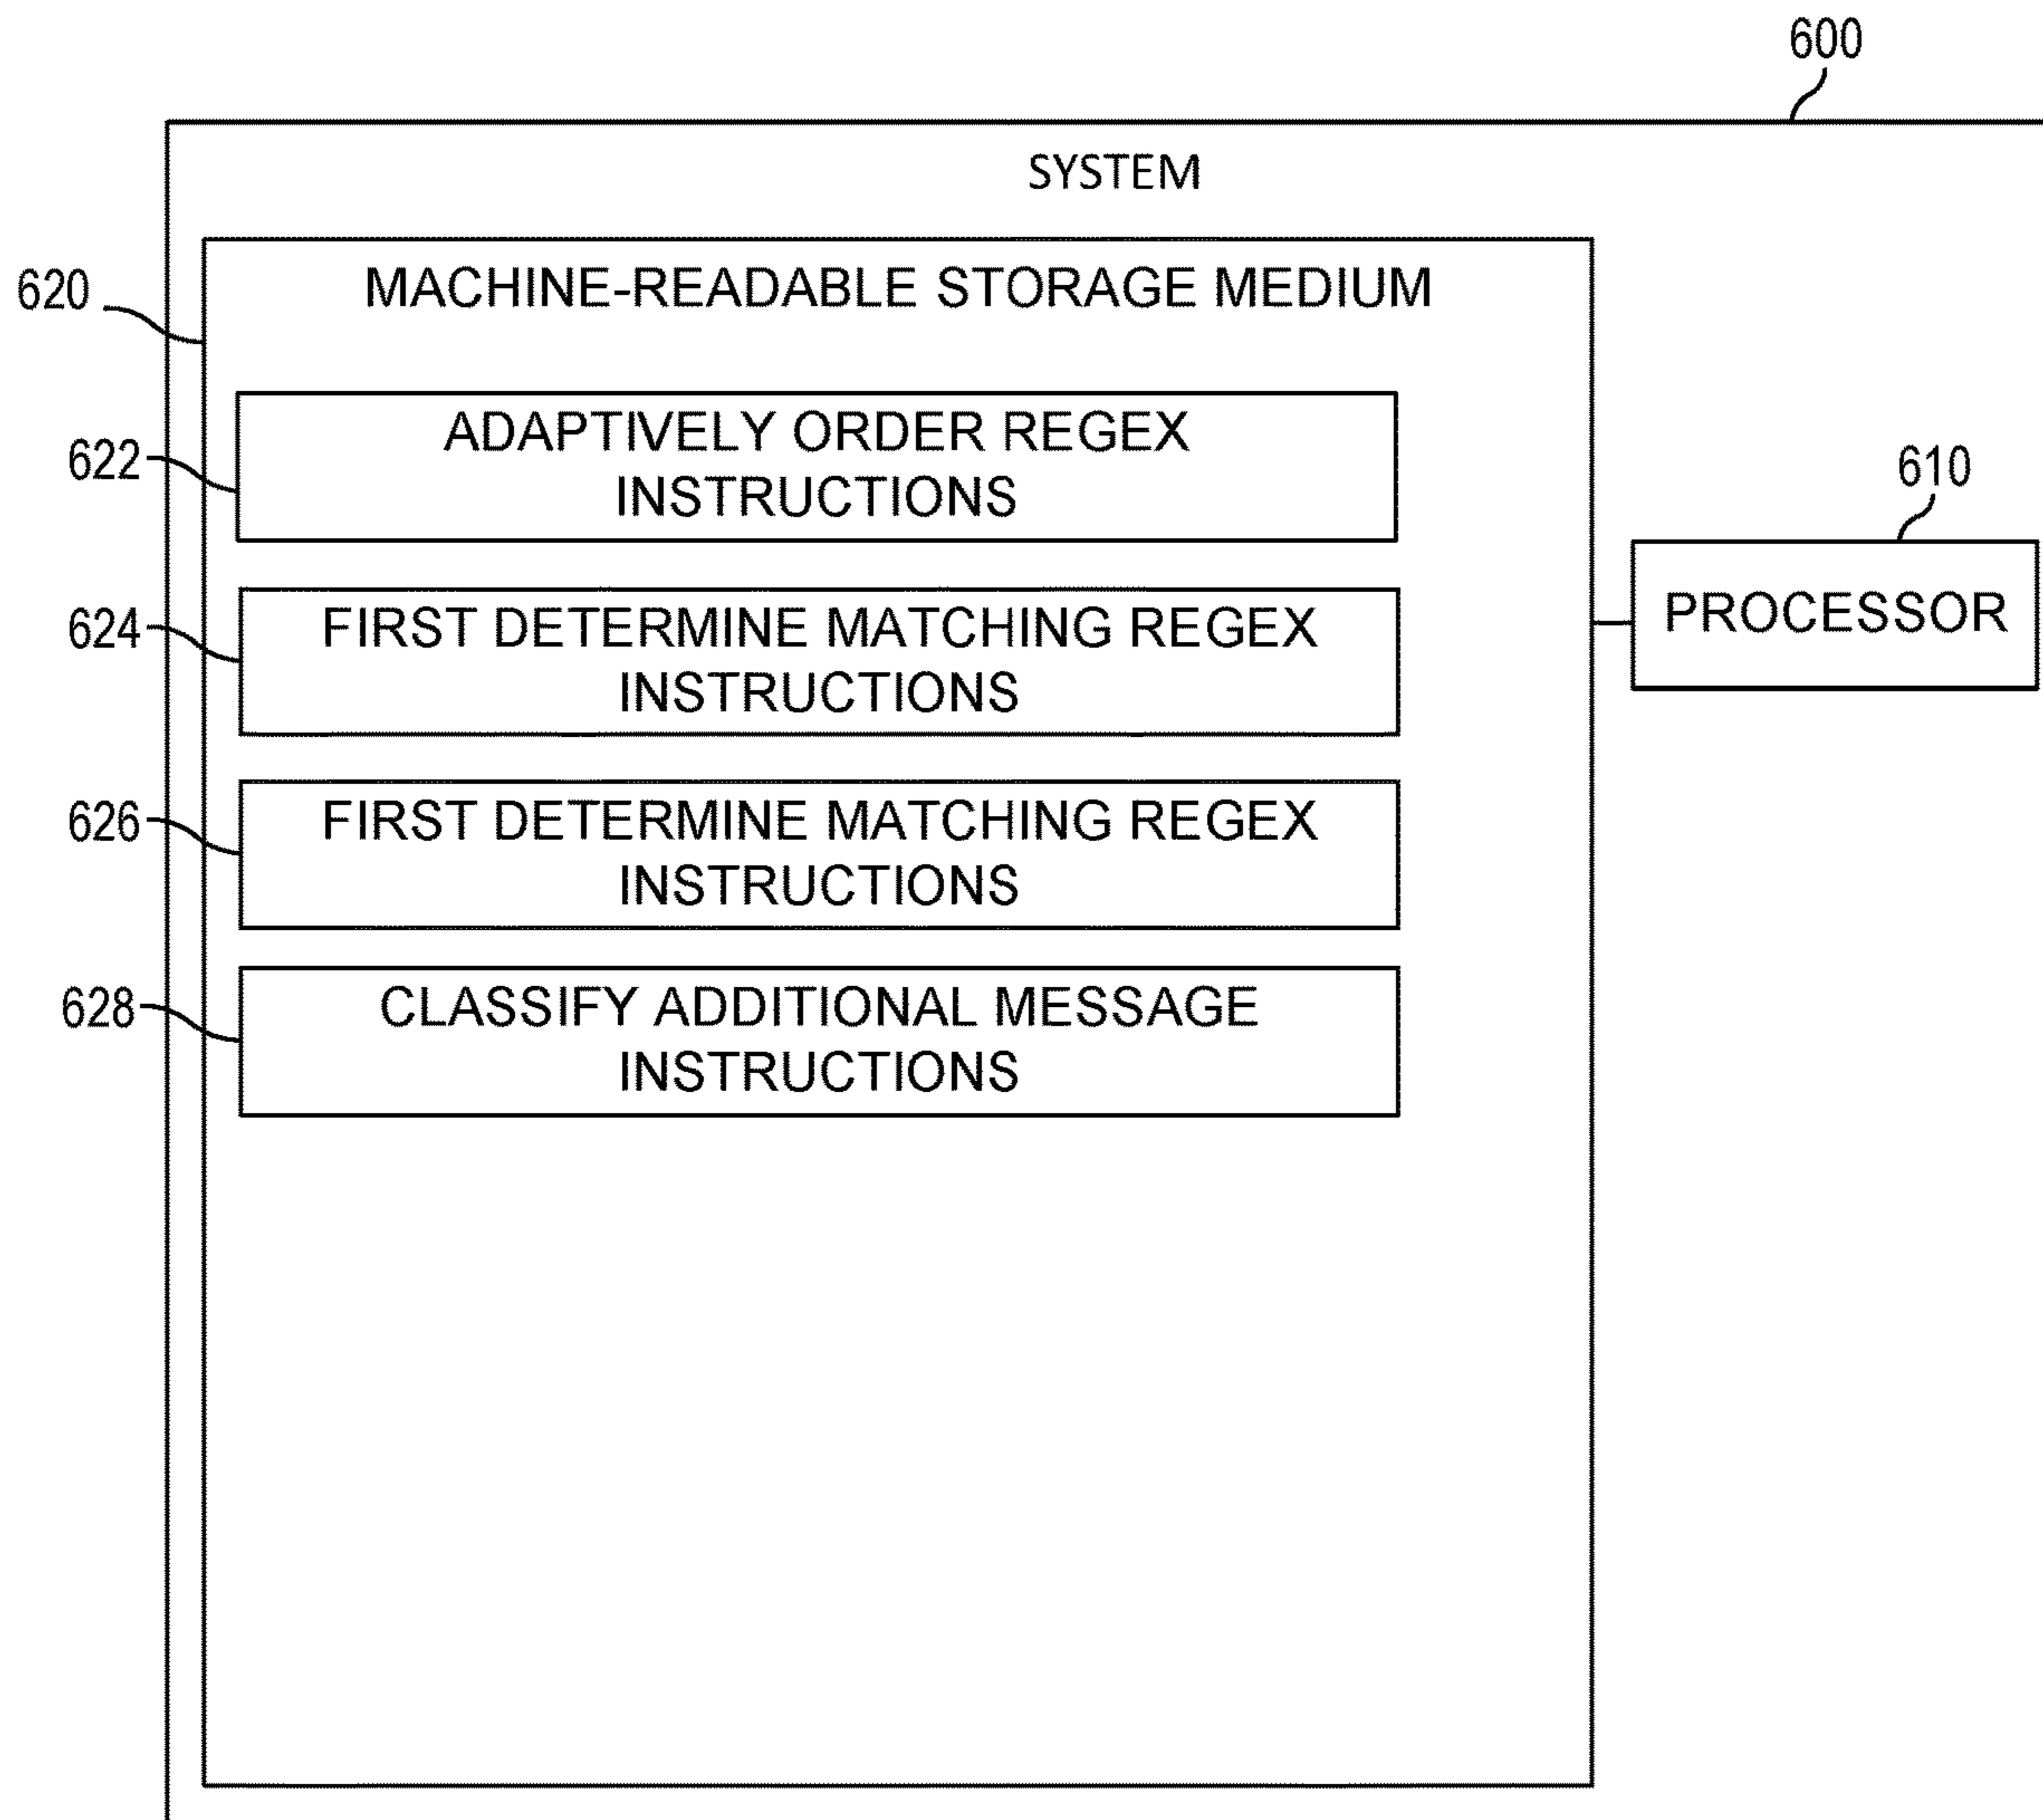 600
SYSTEM
620
MACHINE-READABLE STORAGE MEDIUM
622
ADAPTIVELY ORDER REGEX
INSTRUCTIONS
610
PROCESSOR
624
FIRST DETERMINE MATCHING REGEX
INSTRUCTIONS
626
FIRST DETERMINE MATCHING REGEX
INSTRUCTIONS
628
CLASSIFY ADDITIONAL MESSAGE
INSTRUCTIONS